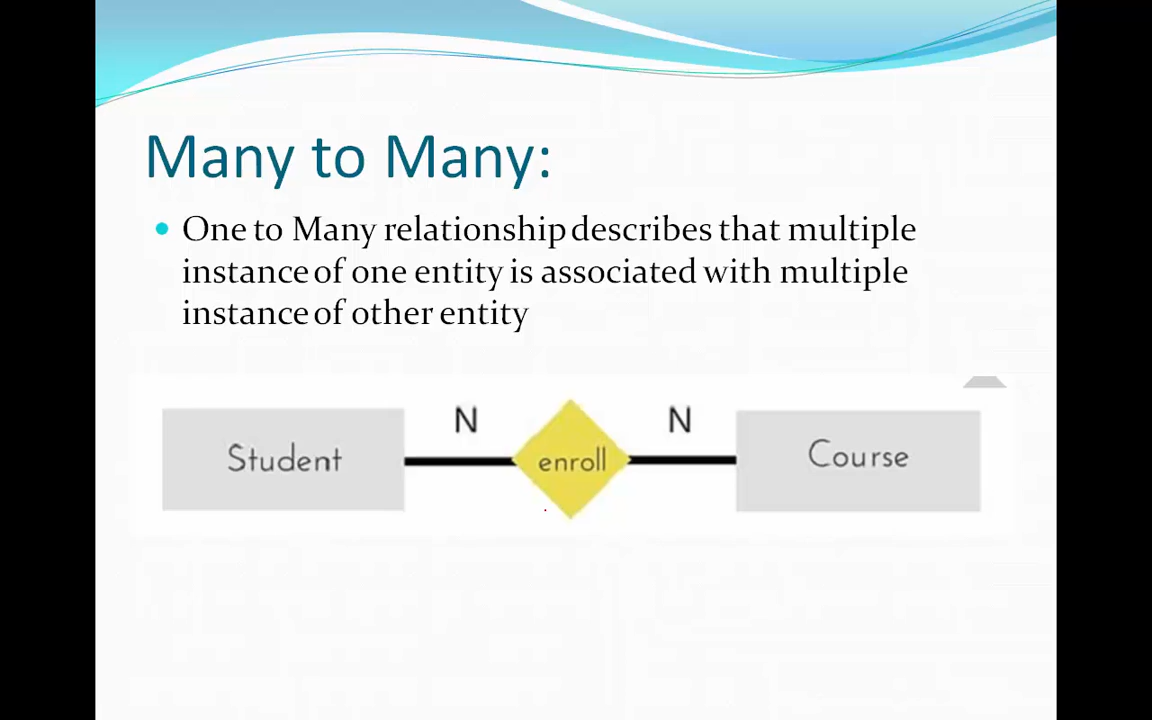 Many to Many:
One to Many relationship describes that multiple
instance of one entity is associated with multiple
instance of other entity
Student
N
enroll
N
Course